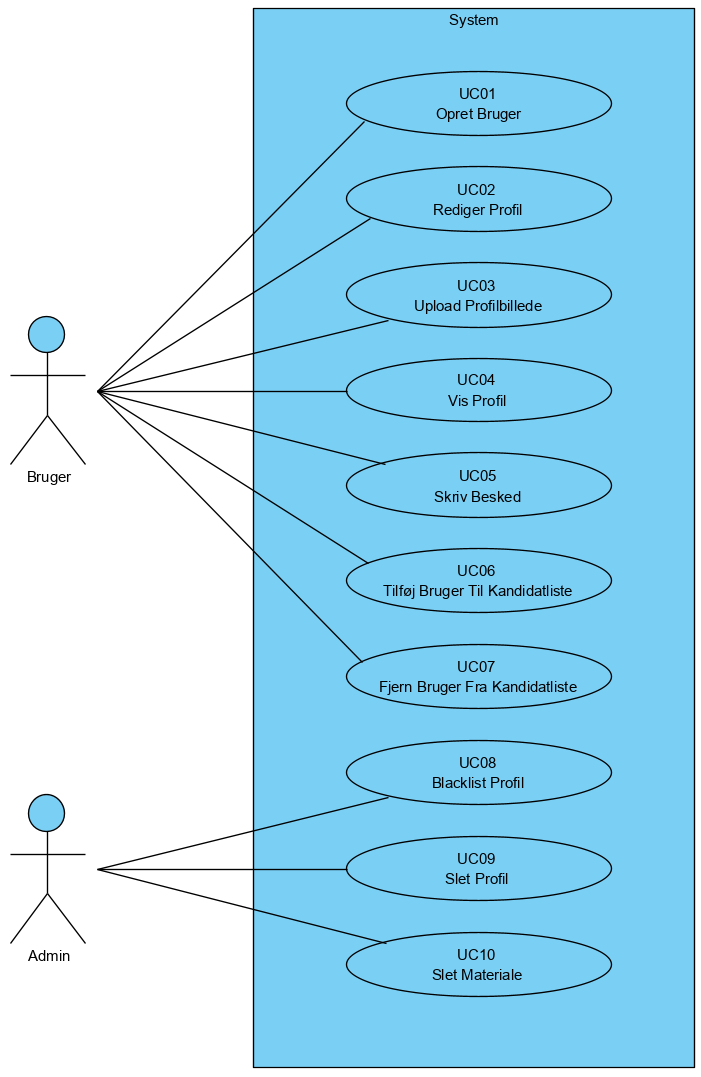 System
UC01
Opret Bruger
UC02
Rediger Profil
UC03
Upload Profilbillede
UC04
Vis Profil
Bruger
UC05
Skriv Besked
UC06
Tilføj Bruger Til Kandidatliste
UC07
Fjern Bruger Fra Kandidatliste
UC08
Blacklist Profil
UC09
Slet Profil
Admin
UC10
Slet Materiale